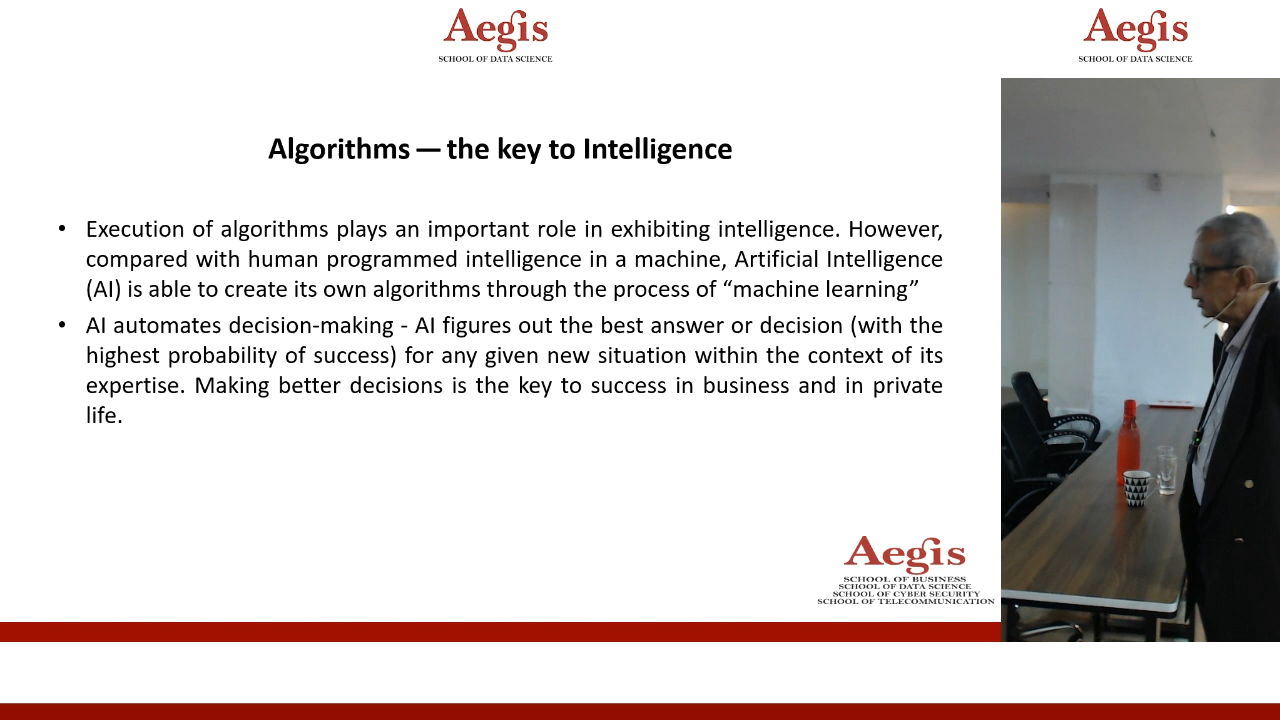 Aegis
SCHOOL OF DATA SCIENCE
Aegis
SCHOOL OF DATA SCIENCE
Algorithms — the key to Intelligence
• Execution of algorithms plays an important role in exhibiting intelligence. However,
compared with human programmed intelligence in a machine, Artificial Intelligence
(AI) is able to create its own algorithms through the process of “machine learning”
• AI automates decision-making - AI figures out the best answer or decision (with the
highest probability of success) for any given new situation within the context of its
expertise. Making better decisions is the key to success in business and in private
life.
Aegis
SCHOOL OF BUSINESS
SCHOOL OF DATA SCIENCE
SCHOOL OF CYBER SECURITY
SCHOOL OF TELECOMMUNICATION